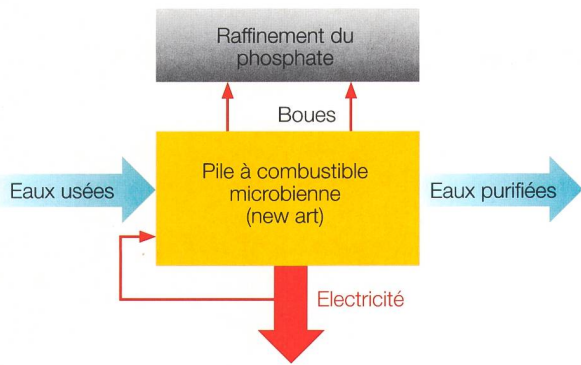 Raffinement du
phosphate
Boues
Eaux usées
Pile à combustible
microbienne
(new art)
Eaux purifiées
Electricité